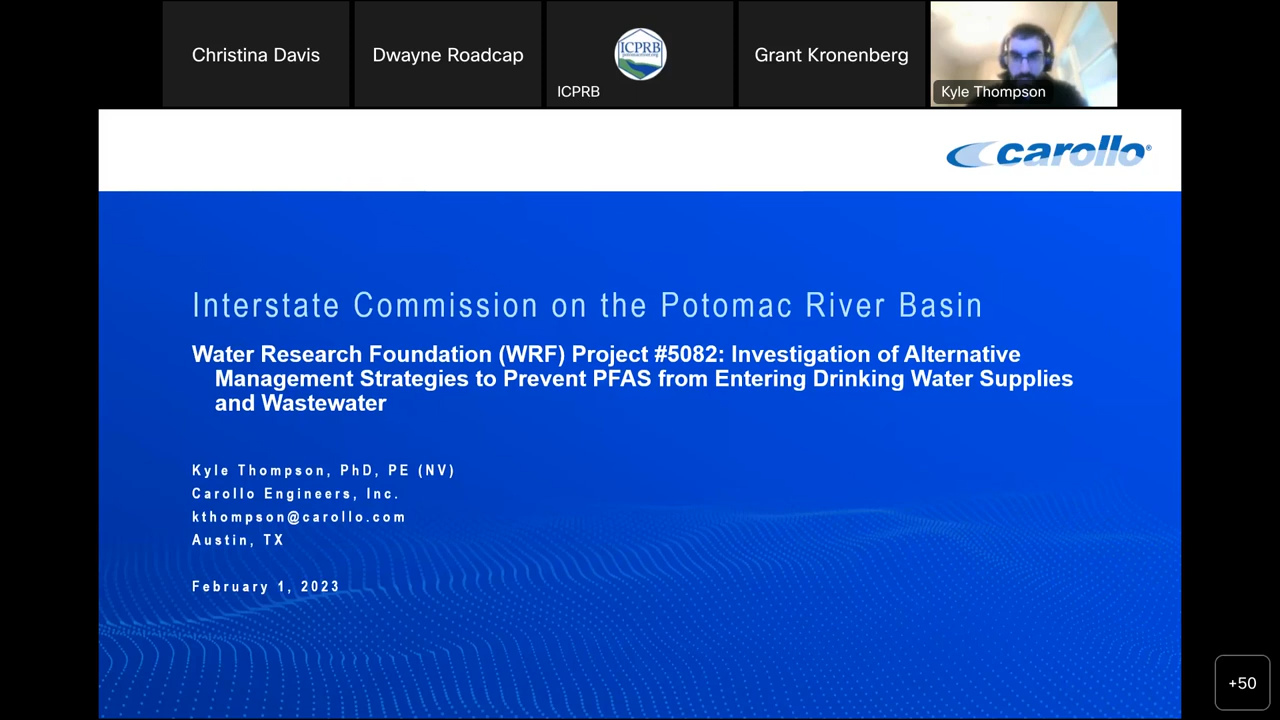 Christina Davis
Dwayne Roadcap
ICPRB
ICPRB
Grant Kronenberg
Kyle Thompson
carollo®
Interstate Commission on the Potomac River Basin
Water Research Foundation (WRF) Project #5082: Investigation of Alternative
Management Strategies to Prevent PFAS from Entering Drinking Water Supplies
and Wastewater
Kyle Thompson, PhD, PE (NV)
Carollo Engineers, Inc.
kthompson@carollo.com
Austin, TX
February 1, 2023
+50